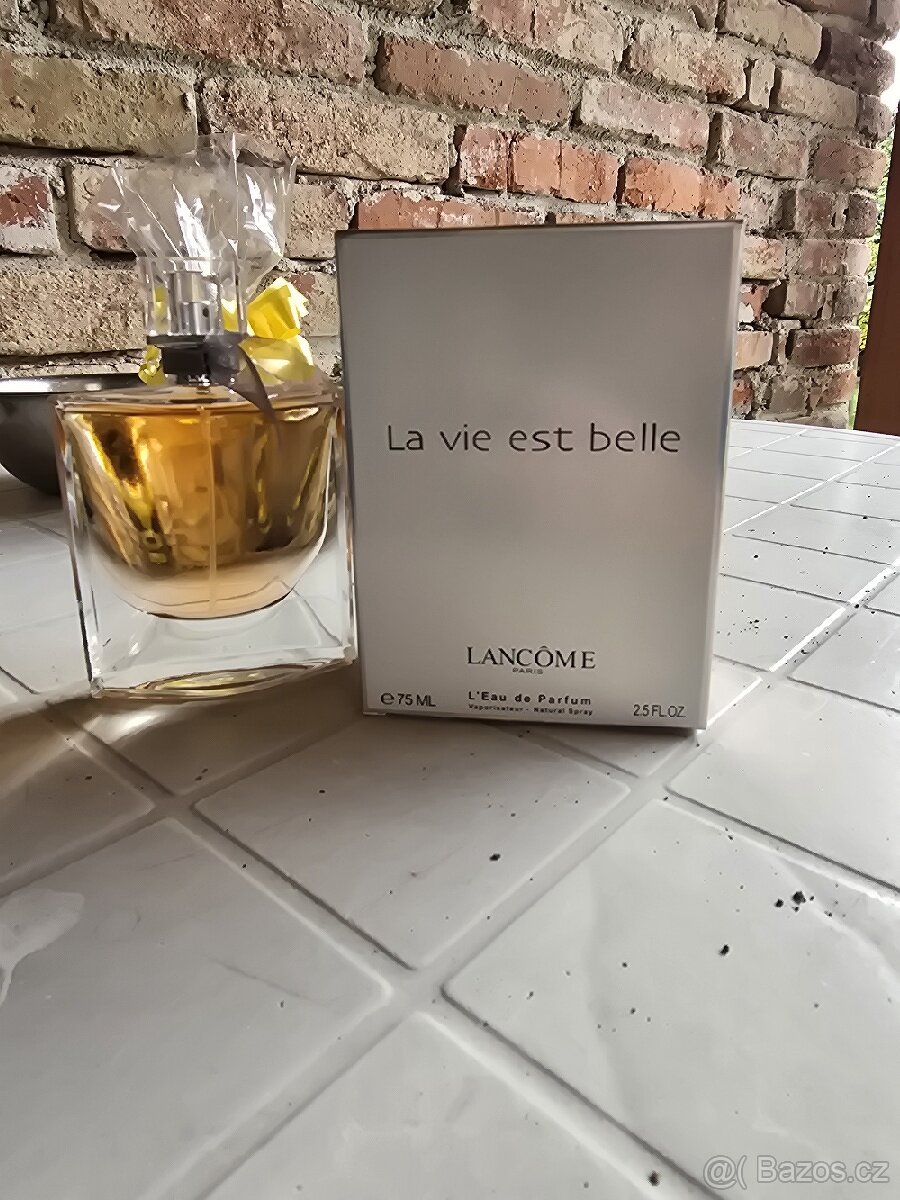 La vie est belle
LANCÔME
PARIS
e 75 ML
L'Eau de Parfum
Vaporisateur - Natural Spray
2.5 FL.OZ.
@( Bazos.cz